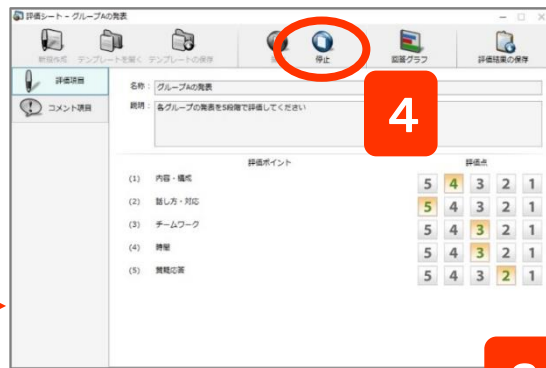 評価シート - グループAの発表
新規作成 テンプレートを開く テンプレートの保存 停止 回答グラフ 評価結果の保存
評価項目
コメント項目
名称： グループAの発表
説明： 各グループの発表を5段階で評価してください
4
評価ポイント 評価点
(1) 内容・構成 5 4 3 2 1
(2) 話し方・対応 5 4 3 2 1
(3) チームワーク 5 4 3 2 1
(4) 時間 5 4 3 2 1
(5) 質疑応答 5 4 3 2 1